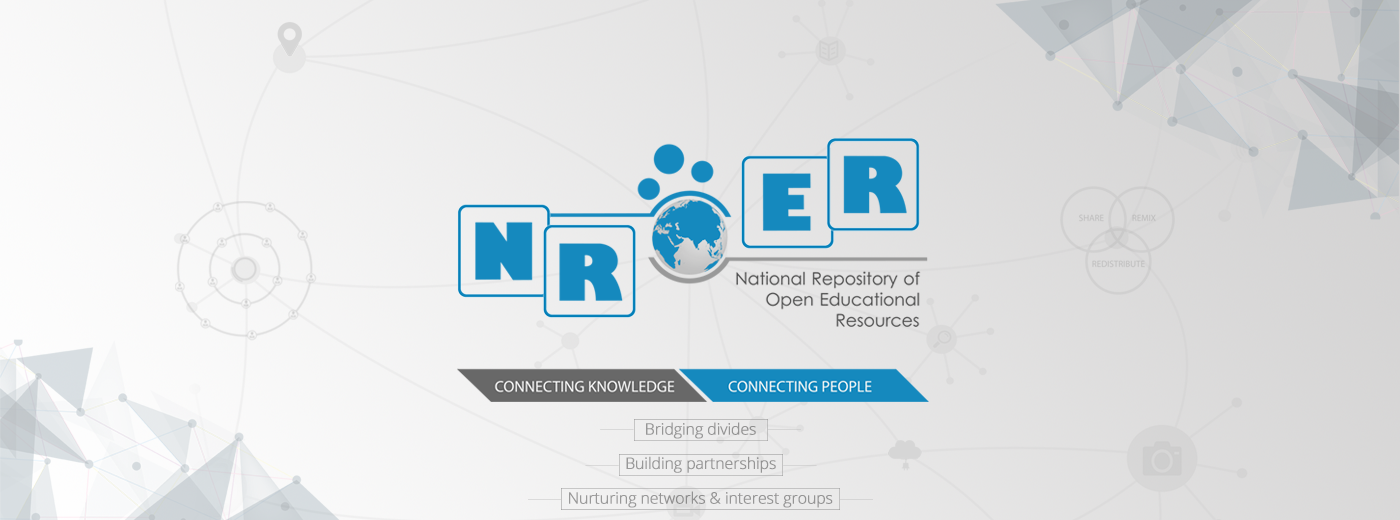 N R O E R
National Repository of
Open Educational
Resources
SHARE REMIX
REDISTRIBUTE
CONNECTING KNOWLEDGE CONNECTING PEOPLE
Bridging divides
Building partnerships
Nurturing networks & interest groups